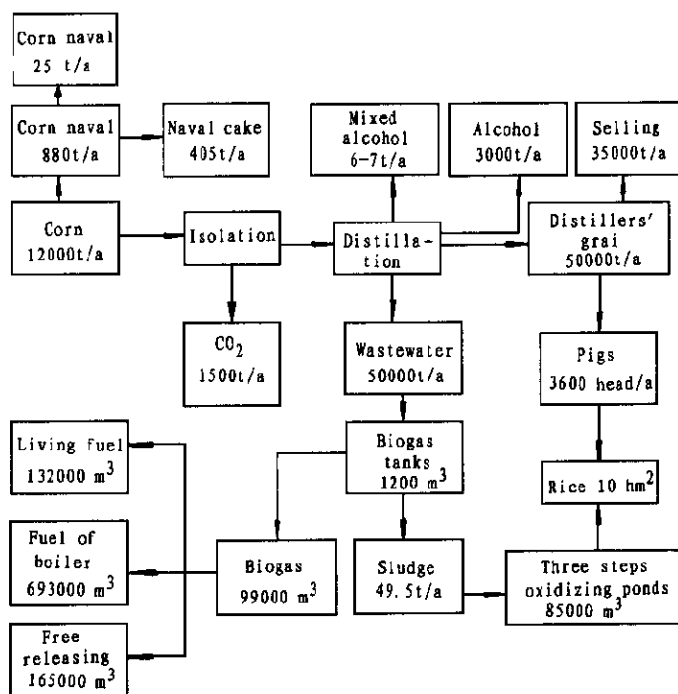 Corn naval
25 t/a
Corn naval
880t/a
Naval cake
405t/a
Mixed
alcohol
6-7t/a
Alcohol
3000t/a
Selling
35000t/a
Corn
12000t/a
Isolation
Distilla-
tion
Distillers'
grai
50000t/a
CO2
1500t/a
Wastewater
50000t/a
Pigs
3600 head/a
Living fuel
132000 m3
Biogas
tanks
1200 m3
Rice 10 hm2
Fuel of
boiler
693000 m3
Biogas
99000 m3
Sludge
49.5t/a
Three steps
oxidizing ponds
85000 m3
Free
releasing
165000 m3